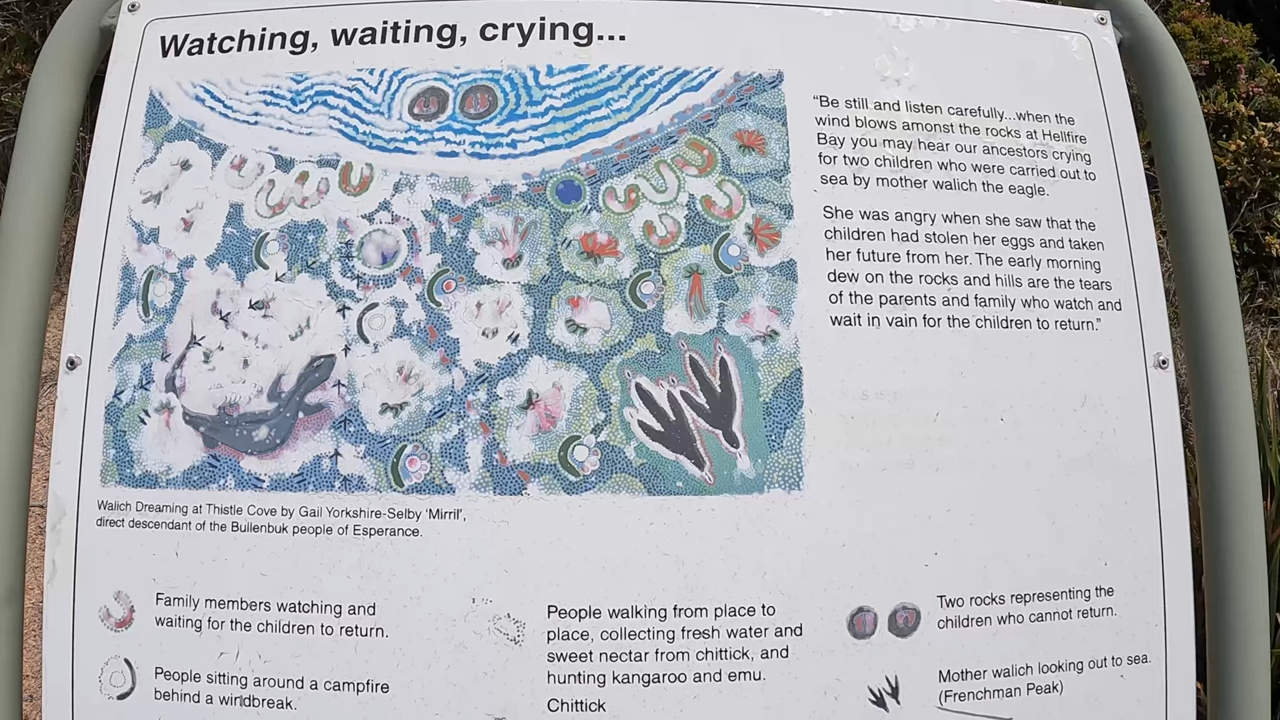 Watching, waiting, crying...
“Be still and listen carefully...when the
wind blows amonst the rocks at Hellfire
Bay you may hear our ancestors crying
for two children who were carried out to
sea by mother walich the eagle.
She was angry when she saw that the
children had stolen her eggs and taken
her future from her. The early morning
dew on the rocks and hills are the tears
of the parents and family who watch and
wait in vain for the children to return.”
Walich Dreaming at Thistle Cove by Gail Yorkshire-Selby ‘Mirril’,
direct descendant of the Bullenbuk people of Esperance.
Family members watching and
waiting for the children to return.
People sitting around a campfire
behind a windbreak.
People walking from place to
place, collecting fresh water and
sweet nectar from chittick, and
hunting kangaroo and emu.
Chittick
Two rocks representing the
children who cannot return.
Mother walich looking out to sea.
(Frenchman Peak)